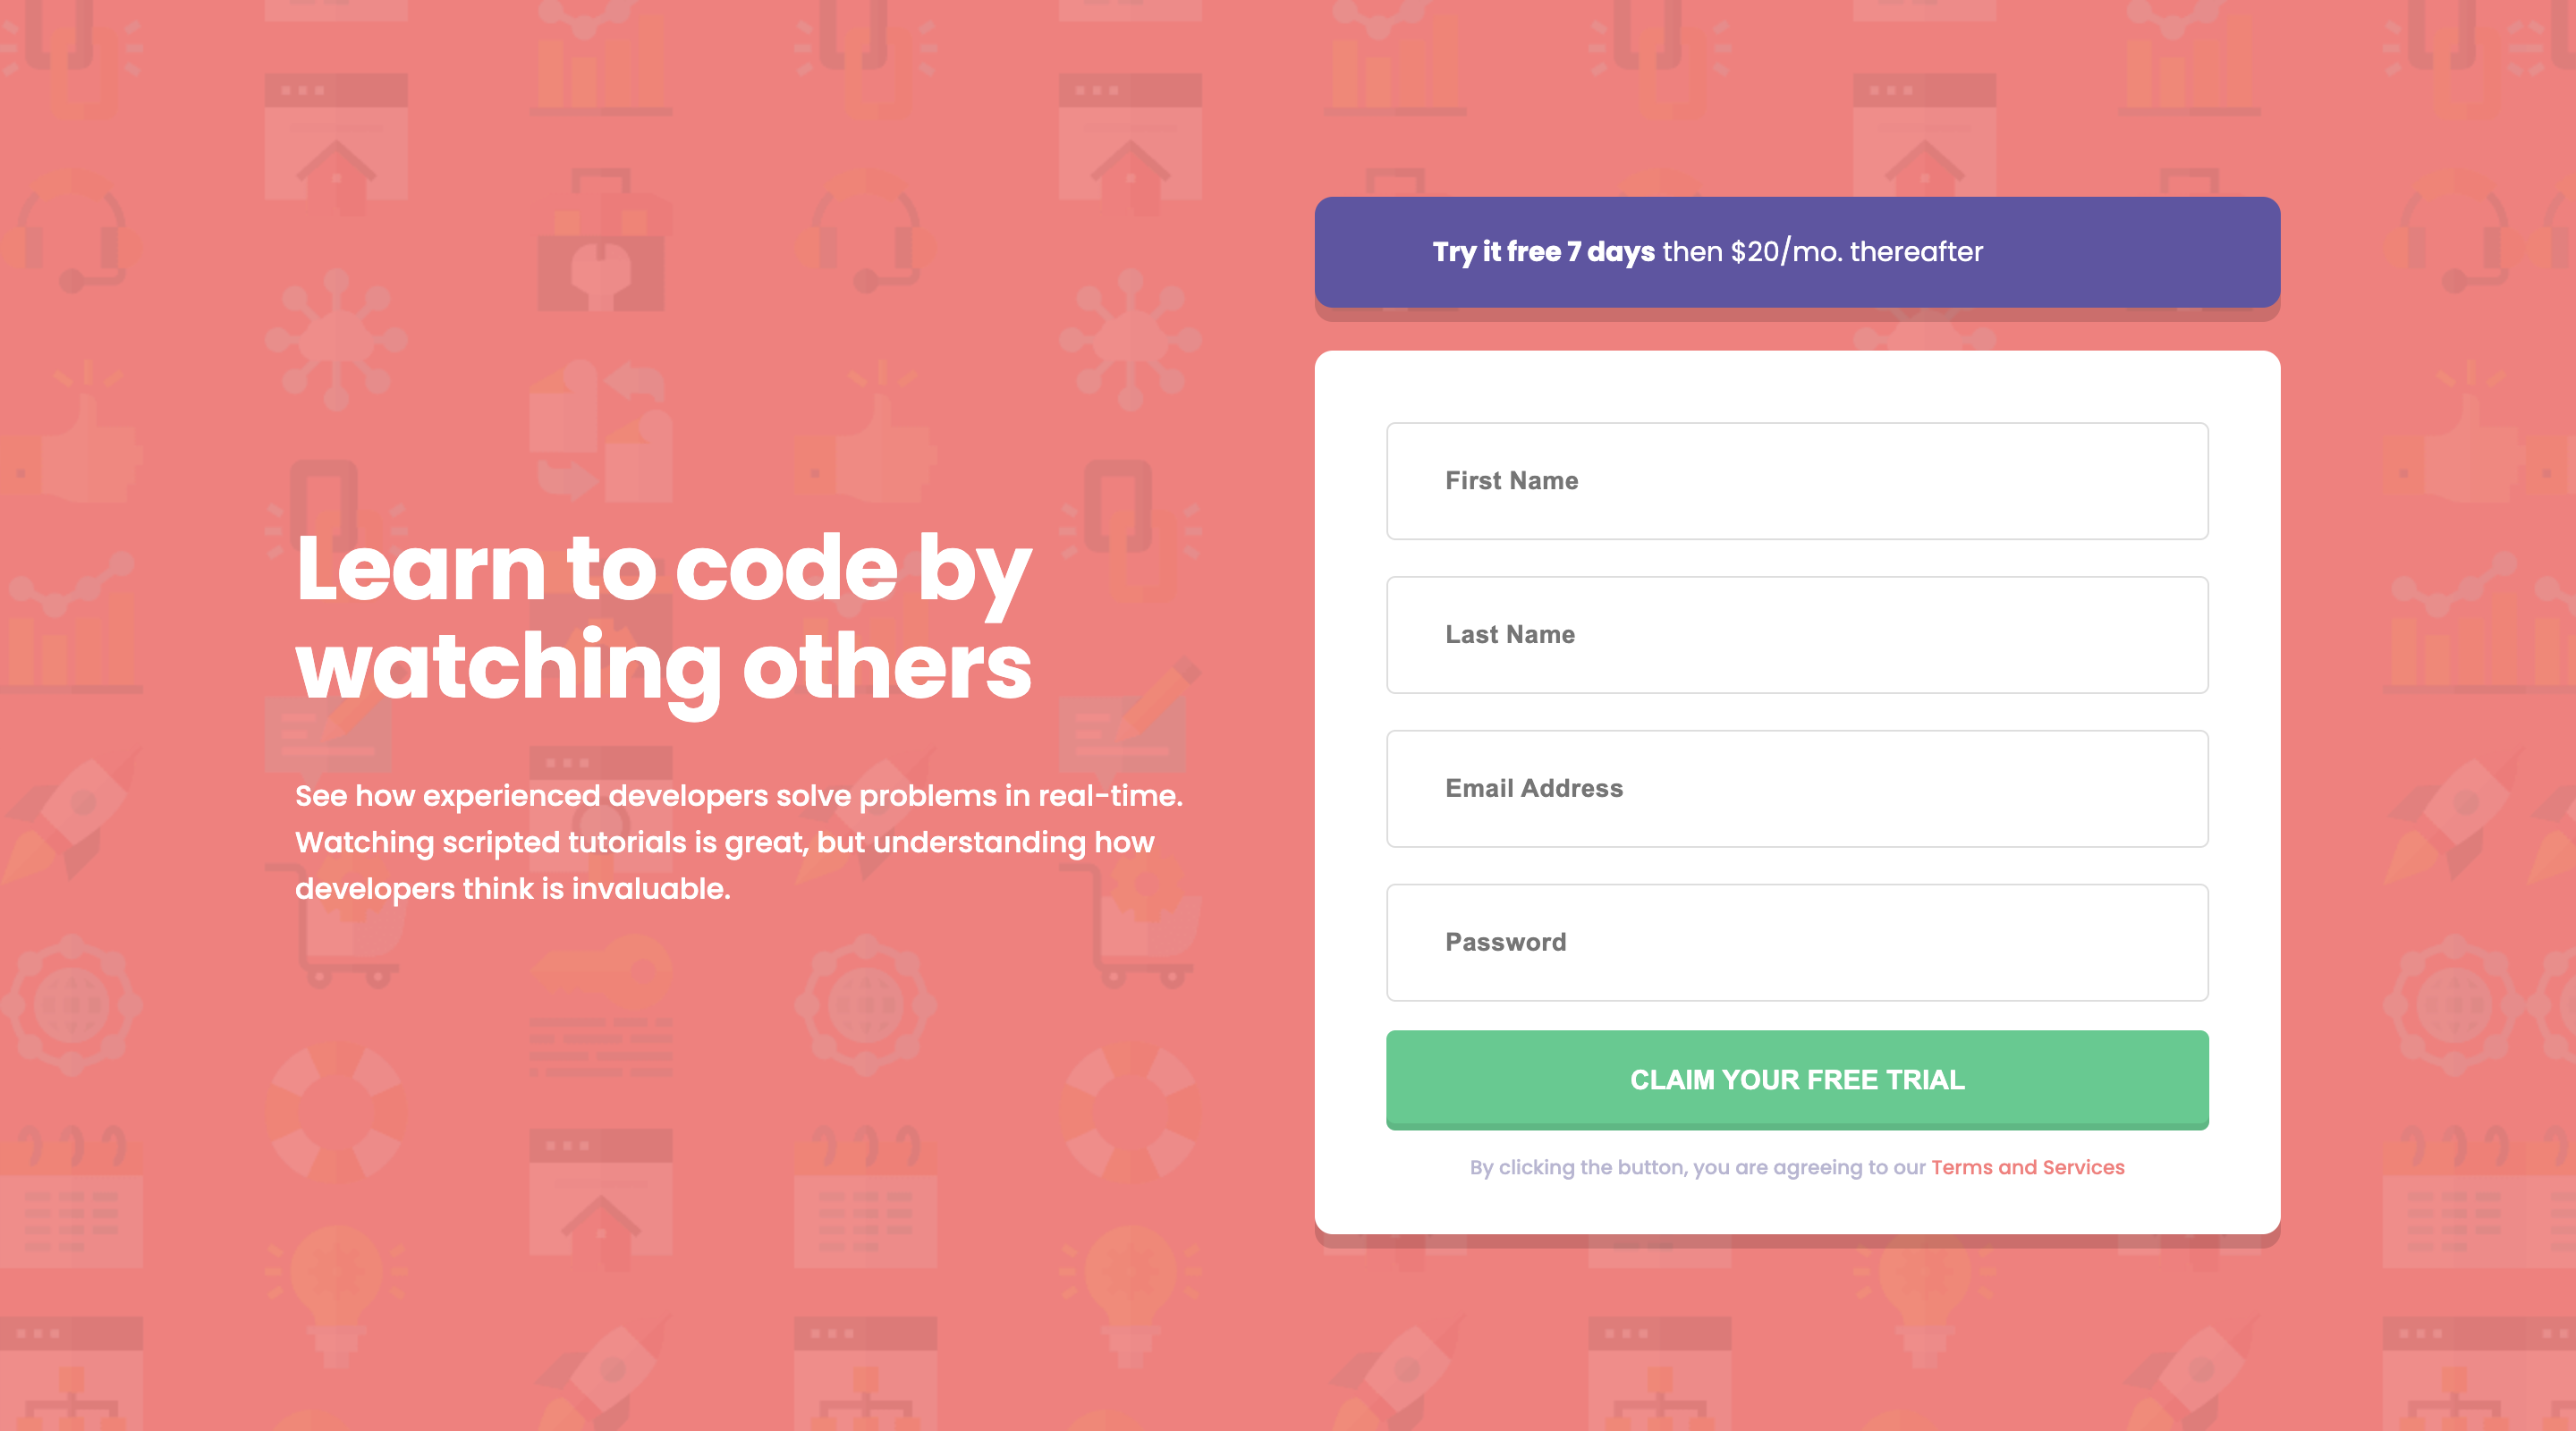 Learn to code by
watching others
See how experienced developers solve problems in real-time.
Watching scripted tutorials is great, but understanding how
developers think is invaluable.
Try it free 7 days then $20/mo. thereafter
First Name
Last Name
Email Address
Password
CLAIM YOUR FREE TRIAL
By clicking the button, you are agreeing to our Terms and Services